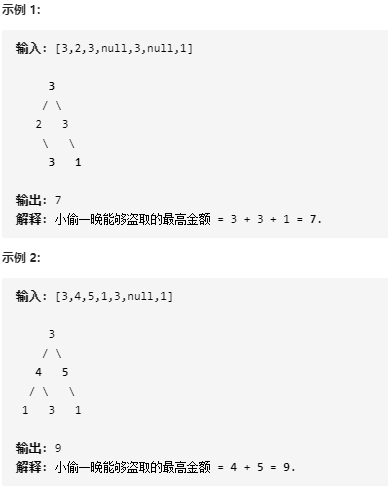 示例 1:
输入: [3,2,3,null,3,null,1]
3
/ \
2   3
\   \
3   1
输出: 7
解释: 小偷一晚能够盗取的最高金额 = 3 + 3 + 1 = 7.
示例 2:
输入: [3,4,5,1,3,null,1]
3
/ \
4   5
/ \   \
1   3   1
输出: 9
解释: 小偷一晚能够盗取的最高金额 = 4 + 5 = 9.